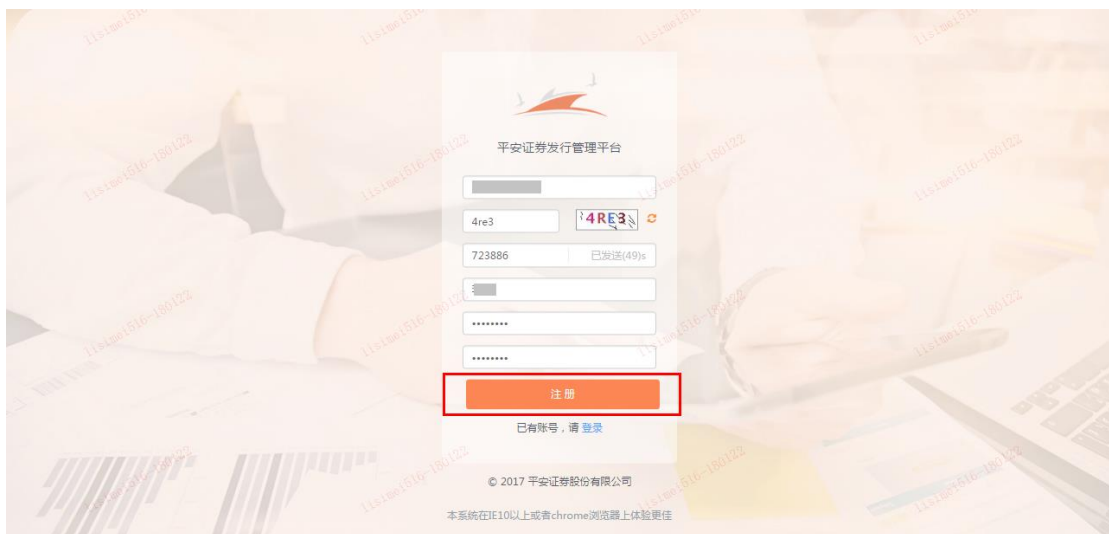 平安证券发行管理平台
4re3
4RE3
723886
已发送(49)s
••••••••
••••••••
注册
已有账号，请 登录
© 2017 平安证券股份有限公司
本系统在IE10以上或者chrome浏览器上体验更佳
lisimei516-180122